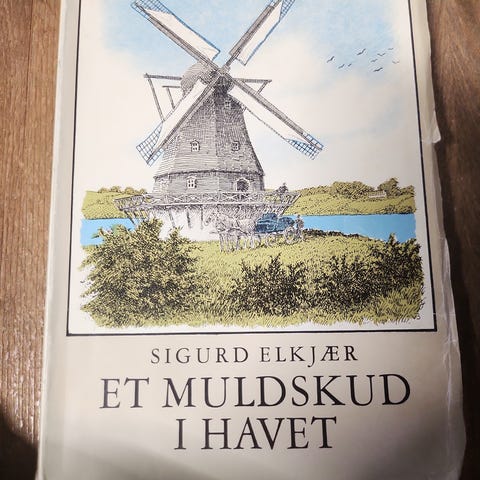 SIGURD ELKJÆR
ET MULDSKUD
I HAVET